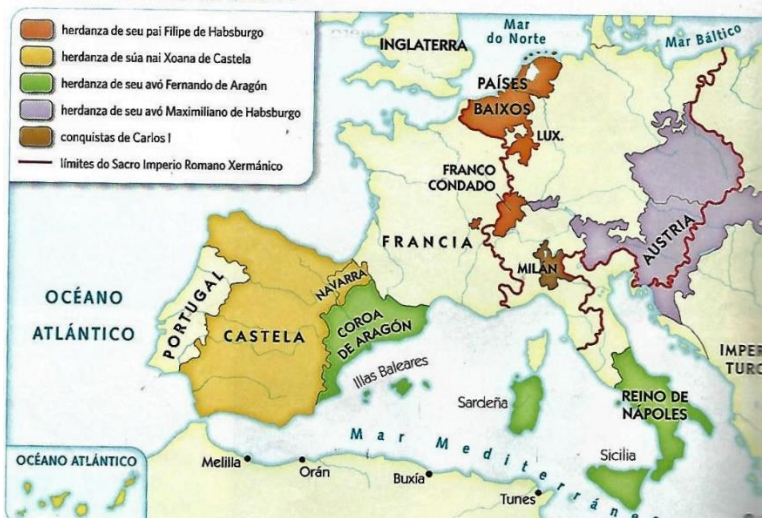 herdanza de seu pai Filipe de Habsburgo
herdanza de súa nai Xoana de Castela
herdanza de seu avó Fernando de Aragón
herdanza de seu avó Maximiliano de Habsburgo
conquistas de Carlos I
límites do Sacro Imperio Romano Xermánico
INGLATERRA
Mar
do Norte
Mar Báltico
PAÍSES
BAIXOS
LUX.
FRANCO
CONDADO
FRANCIA
AUSTRIA
MILÁN
OCÉANO
ATLÁNTICO
PORTUGAL
CASTELA
NAVARRA
COROA
DE ARAGÓN
Illas Baleares
Sardeña
REINO DE
NÁPOLES
IMPER
TURC
Sicilia
Mar Mediterráne
OCÉANO ATLÁNTICO
Melilla
Orán
Buxía
Tunes